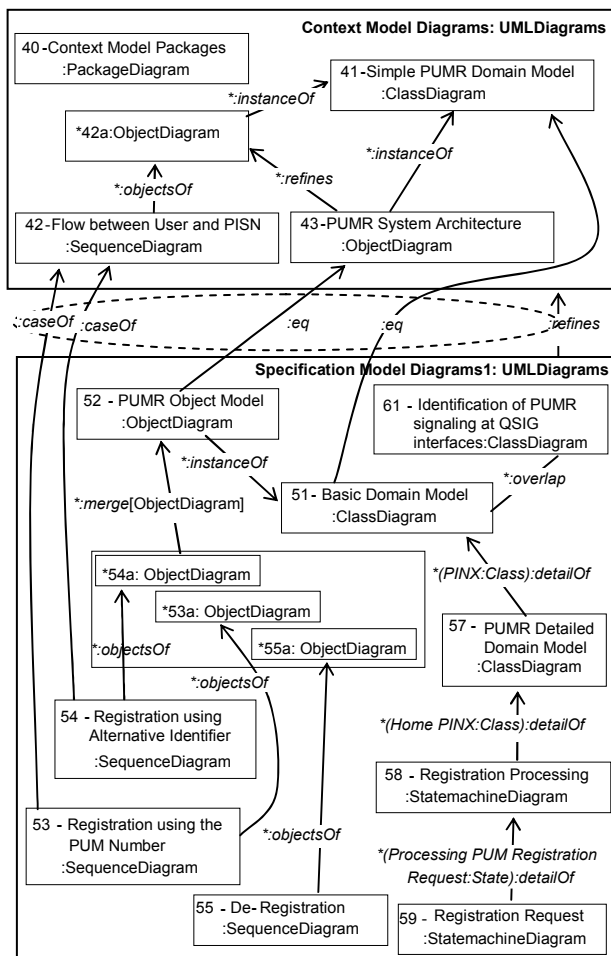 Context Model Diagrams: UMLDiagrams
40 -Context Model Packages
:PackageDiagram
41-Simple PUMR Domain Model
:ClassDiagram
*:instanceOf
*42a:ObjectDiagram
*:instanceOf
*:refines
*:objectsOf
42 -Flow between User and PISN
:SequenceDiagram
43-PUMR System Architecture
:ObjectDiagram
*:caseOf
*:caseOf
:eq
:eq
:refines
Specification Model Diagrams1: UMLDiagrams
52 - PUMR Object Model
:ObjectDiagram
61 - Identification of PUMR
signaling at QSIG
interfaces:ClassDiagram
*:instanceOf
*:overlap
51- Basic Domain Model
:ClassDiagram
*:merge[ObjectDiagram]
*54a: ObjectDiagram
*53a: ObjectDiagram
*55a: ObjectDiagram
*(PINX:Class):detailOf
57 -
PUMR Detailed
Domain Model
:ClassDiagram
*:objectsOf
*:objectsOf
54 - Registration using
Alternative Identifier
:SequenceDiagram
*(Home PINX:Class):detailOf
58 - Registration Processing
:StatemachineDiagram
53 - Registration using the
PUM Number
:SequenceDiagram
*:objectsOf
*(Processing PUM Registration
Request:State):detailOf
55 - De-Registration
:SequenceDiagram
59 - Registration Request
:StatemachineDiagram